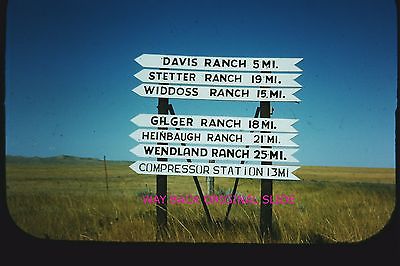 DAVIS RANCH 5 MI.
STETTER RANCH 19 MI.
WIDDOSS RANCH 15 MI.
GILGER RANCH 18 MI.
HEINBAUGH RANCH 21 MI.
WENDLAND RANCH 25 MI.
COMPRESSOR STATION 13 MI
WAY BACK ORIGINAL SLIDE